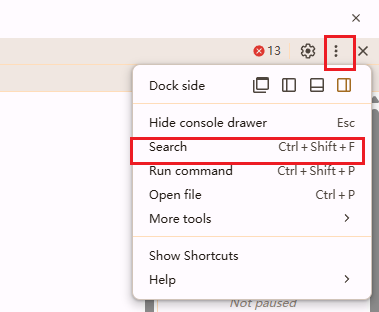 13
Dock side
Hide console drawer Esc
Search Ctrl + Shift + F
Run command Ctrl + Shift + P
Open file Ctrl + P
More tools
Show Shortcuts
Help
Not paused